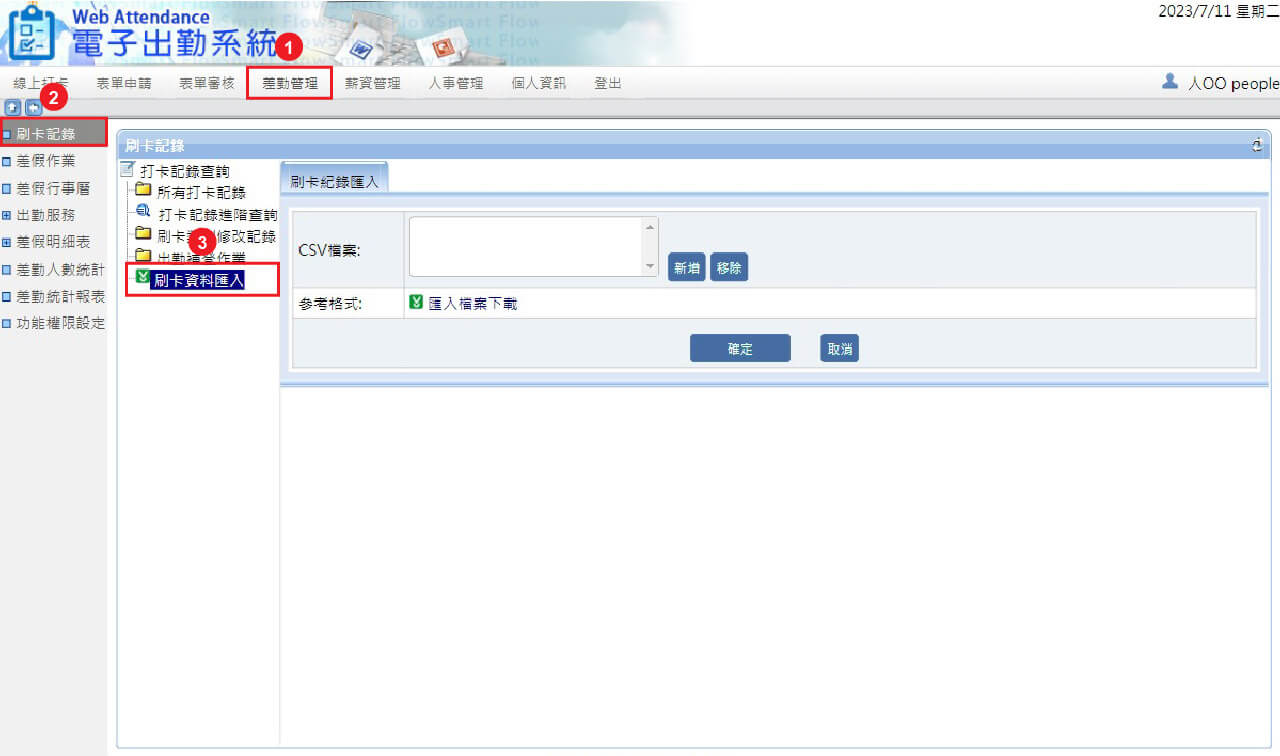 Web Attendance
電子出勤系統
2023/7/11 星期二
1
線上打卡 表單申請 表單審核 差勤管理 薪資管理 人事管理 個人資訊 登出
人OO people
2
刷卡記錄
差假作業
差假行事曆
出勤服務
差假明細表
差勤人數統計
差勤統計報表
功能權限設定
刷卡記錄
打卡記錄查詢
所有打卡記錄
打卡記錄進階查詢
刷卡 修改記錄
3
出勤 作業
刷卡資料匯入
刷卡紀錄匯入
CSV檔案:
新增 移除
參考格式: 匯入檔案下載
確定 取消